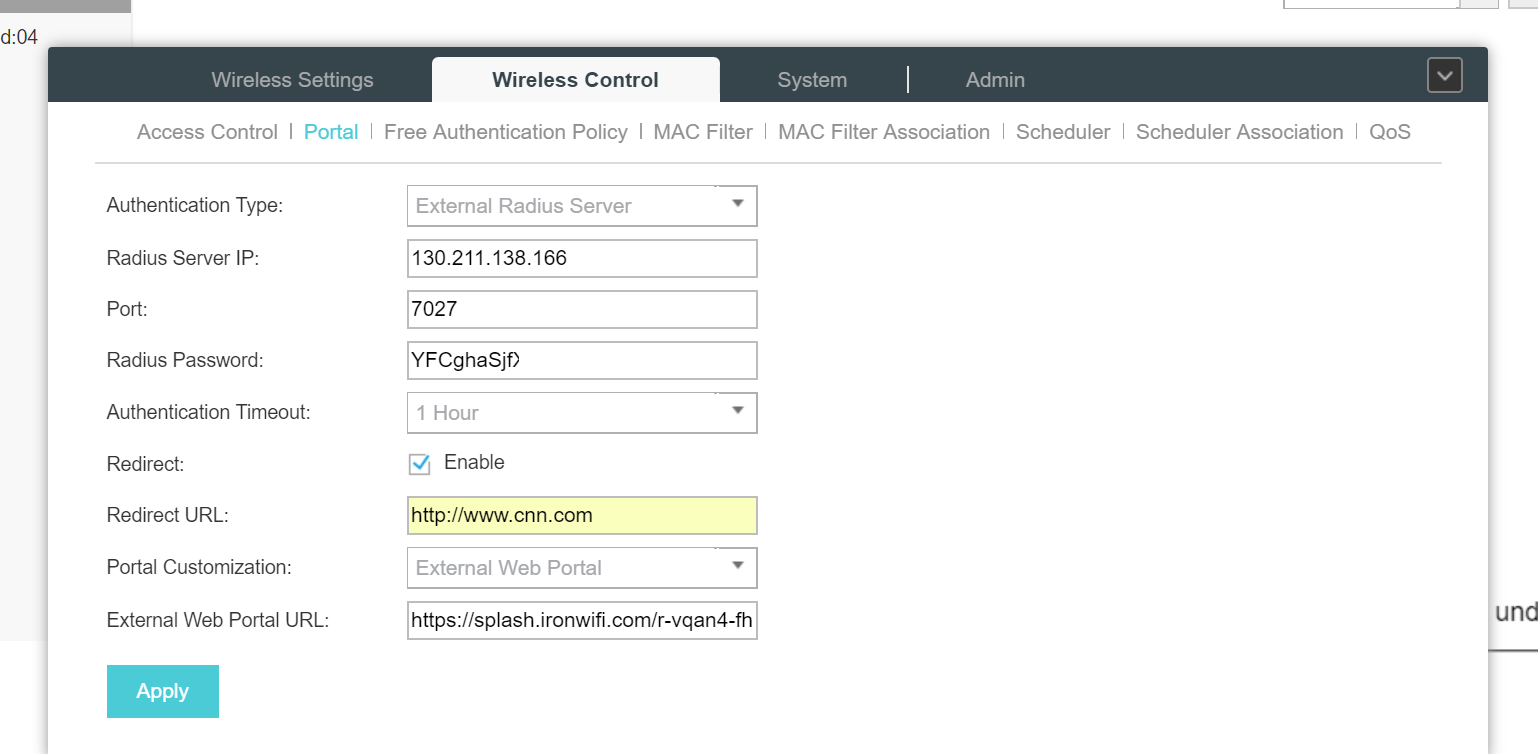 d:04
Wireless Settings Wireless Control System | Admin
Access Control | Portal | Free Authentication Policy | MAC Filter | MAC Filter Association | Scheduler | Scheduler Association | QoS
Authentication Type: External Radius Server
Radius Server IP: 130.211.138.166
Port: 7027
Radius Password: YFCghaSjf
Authentication Timeout: 1 Hour
Redirect: Enable
Redirect URL: http://www.cnn.com
Portal Customization: External Web Portal
External Web Portal URL: https://splash.ironwifi.com/r-vqan4-fh
und
Apply